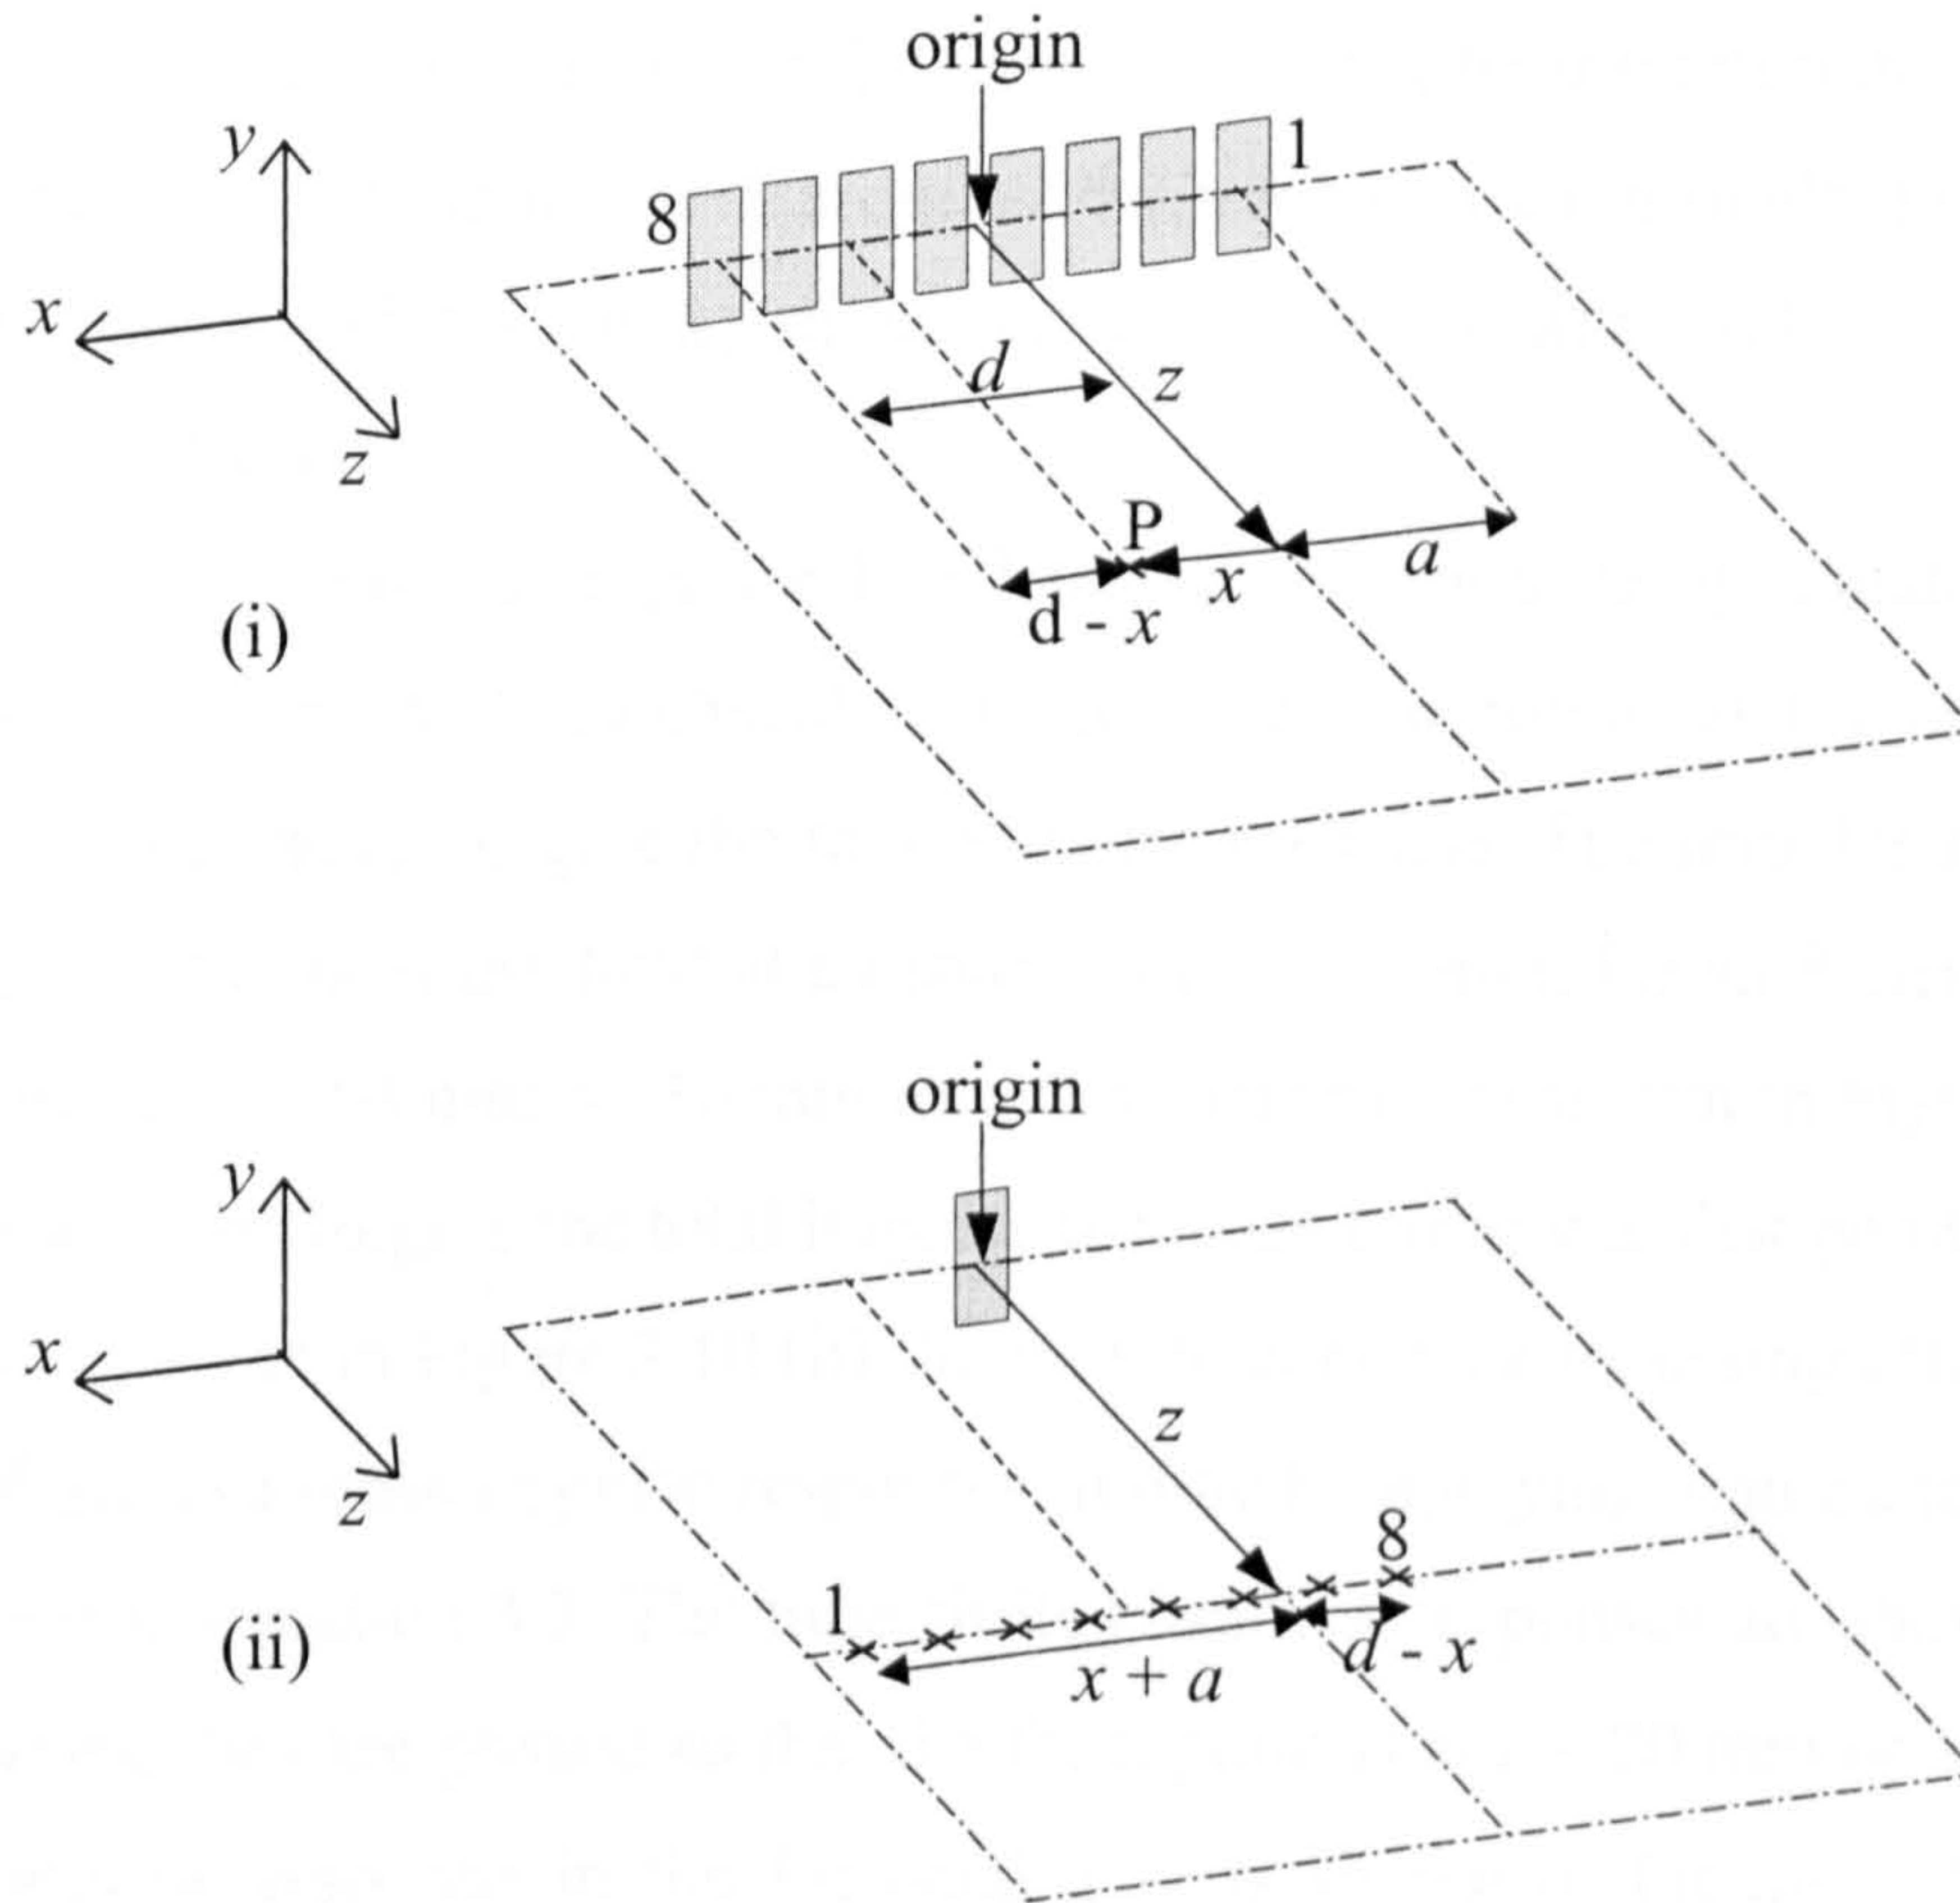 origin
y
1
8
x
d
z
z
P
a
x
d - x
(i)
origin
y
x
z
z
8
1
(ii)
d - x
x + a